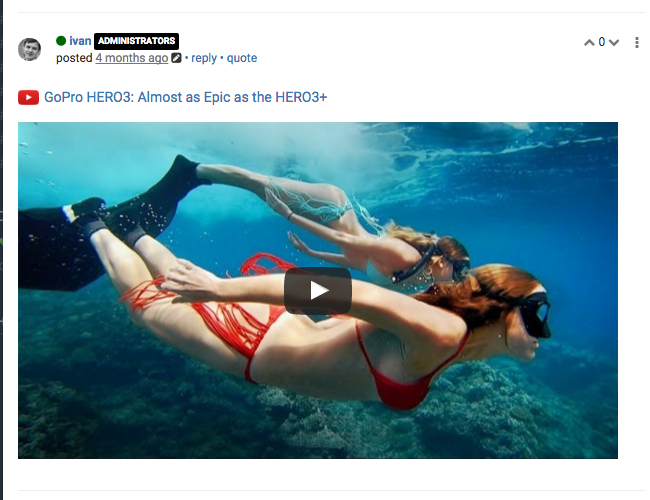 ivan ADMINISTRATORS
0
posted 4 months ago • reply • quote
GoPro HERO3: Almost as Epic as the HERO3+